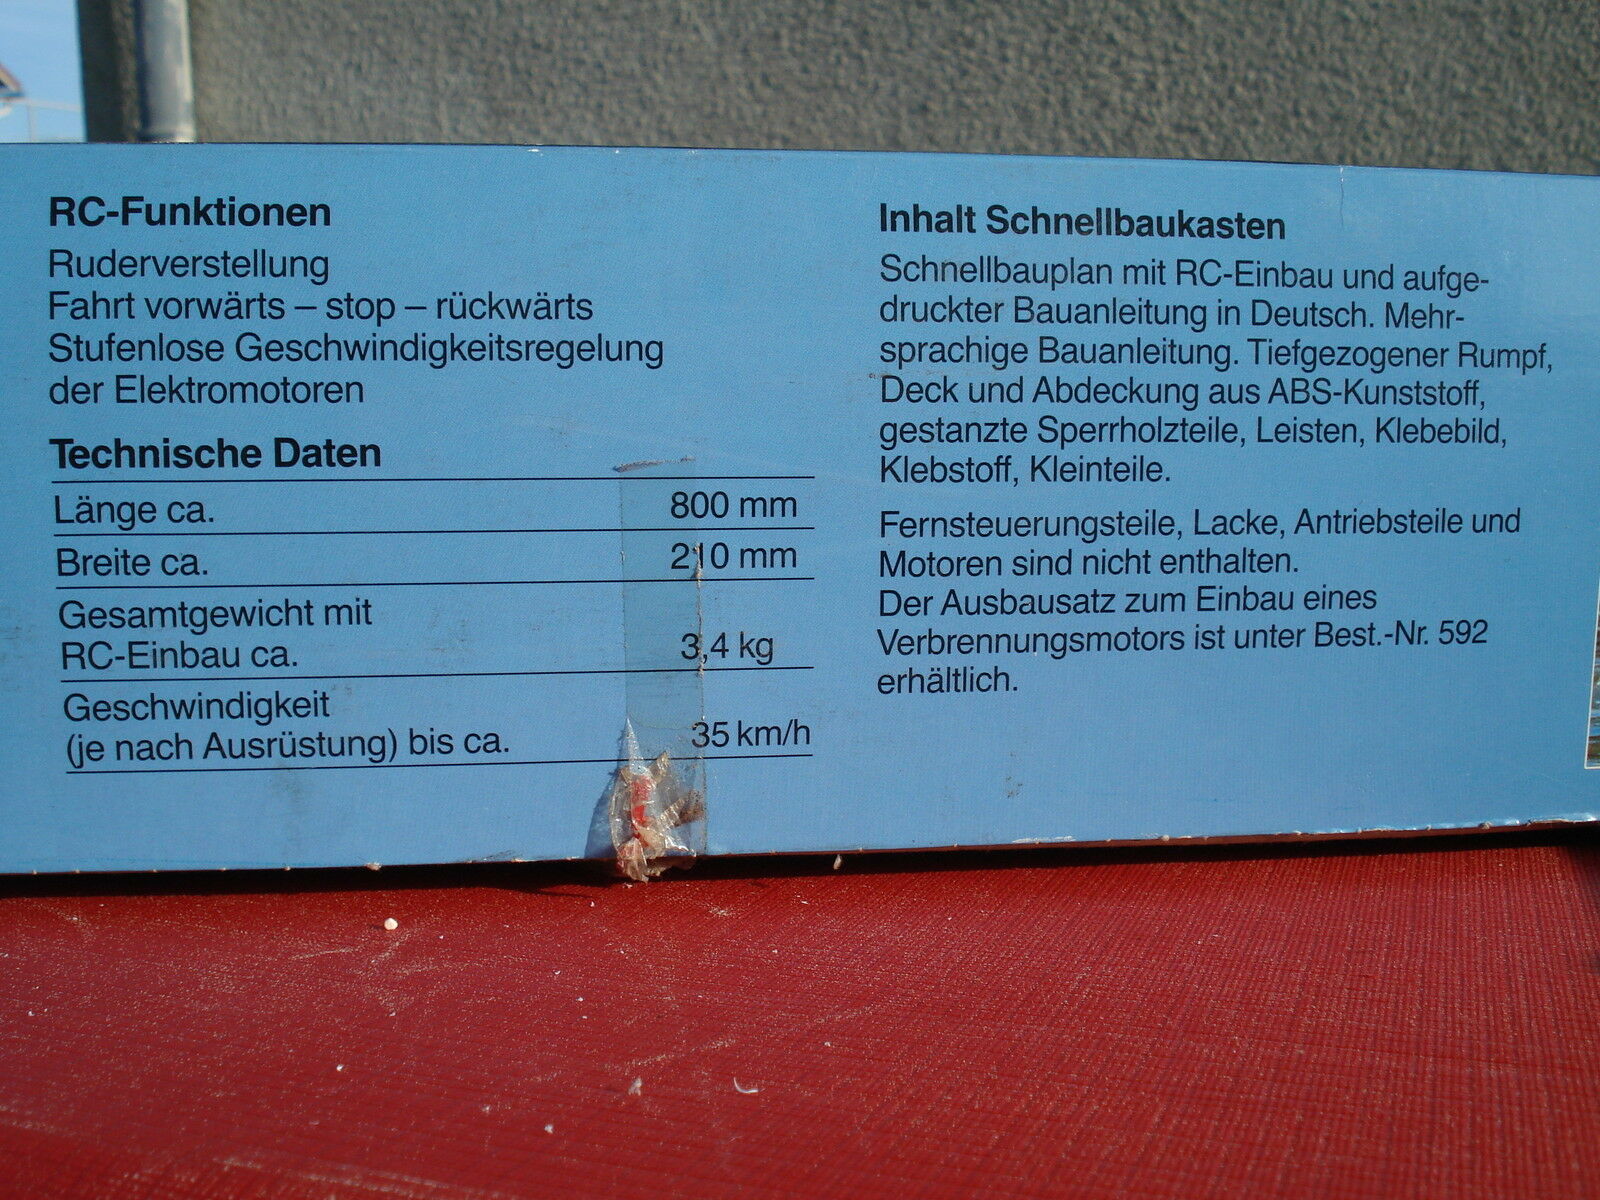 RC-Funktionen
Ruderverstellung
Fahrt vorwärts – stop – rückwärts
Stufenlose Geschwindigkeitsregelung
der Elektromotoren
Technische Daten
Länge ca. 800 mm
Breite ca. 210 mm
Gesamtgewicht mit
RC-Einbau ca. 3,4 kg
Geschwindigkeit
(je nach Ausrüstung) bis ca. 35 km/h
Inhalt Schnellbaukasten
Schnellbauplan mit RC-Einbau und aufge-
druckter Bauanleitung in Deutsch. Mehr-
sprachige Bauanleitung. Tiefgezogener Rumpf,
Deck und Abdeckung aus ABS-Kunststoff,
gestanzte Sperrholzteile, Leisten, Klebebild,
Klebstoff, Kleinteile.
Fernsteuerungsteile, Lacke, Antriebsteile und
Motoren sind nicht enthalten.
Der Ausbausatz zum Einbau eines
Verbrennungsmotors ist unter Best.-Nr. 592
erhältlich.